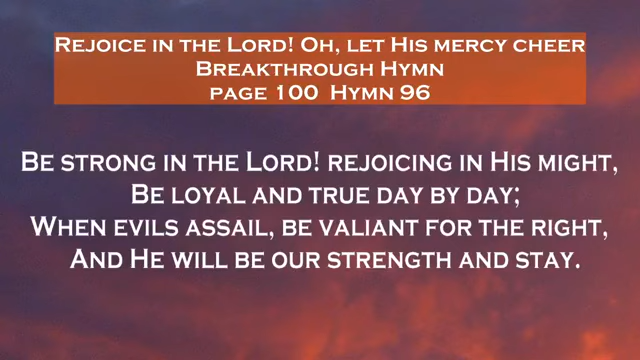 Rejoice in the Lord! Oh, let His mercy cheer
Breakthrough Hymn
page 100 Hymn 96
Be strong in the Lord! rejoicing in His might,
Be loyal and true day by day;
When evils assail, be valiant for the right,
And He will be our strength and stay.